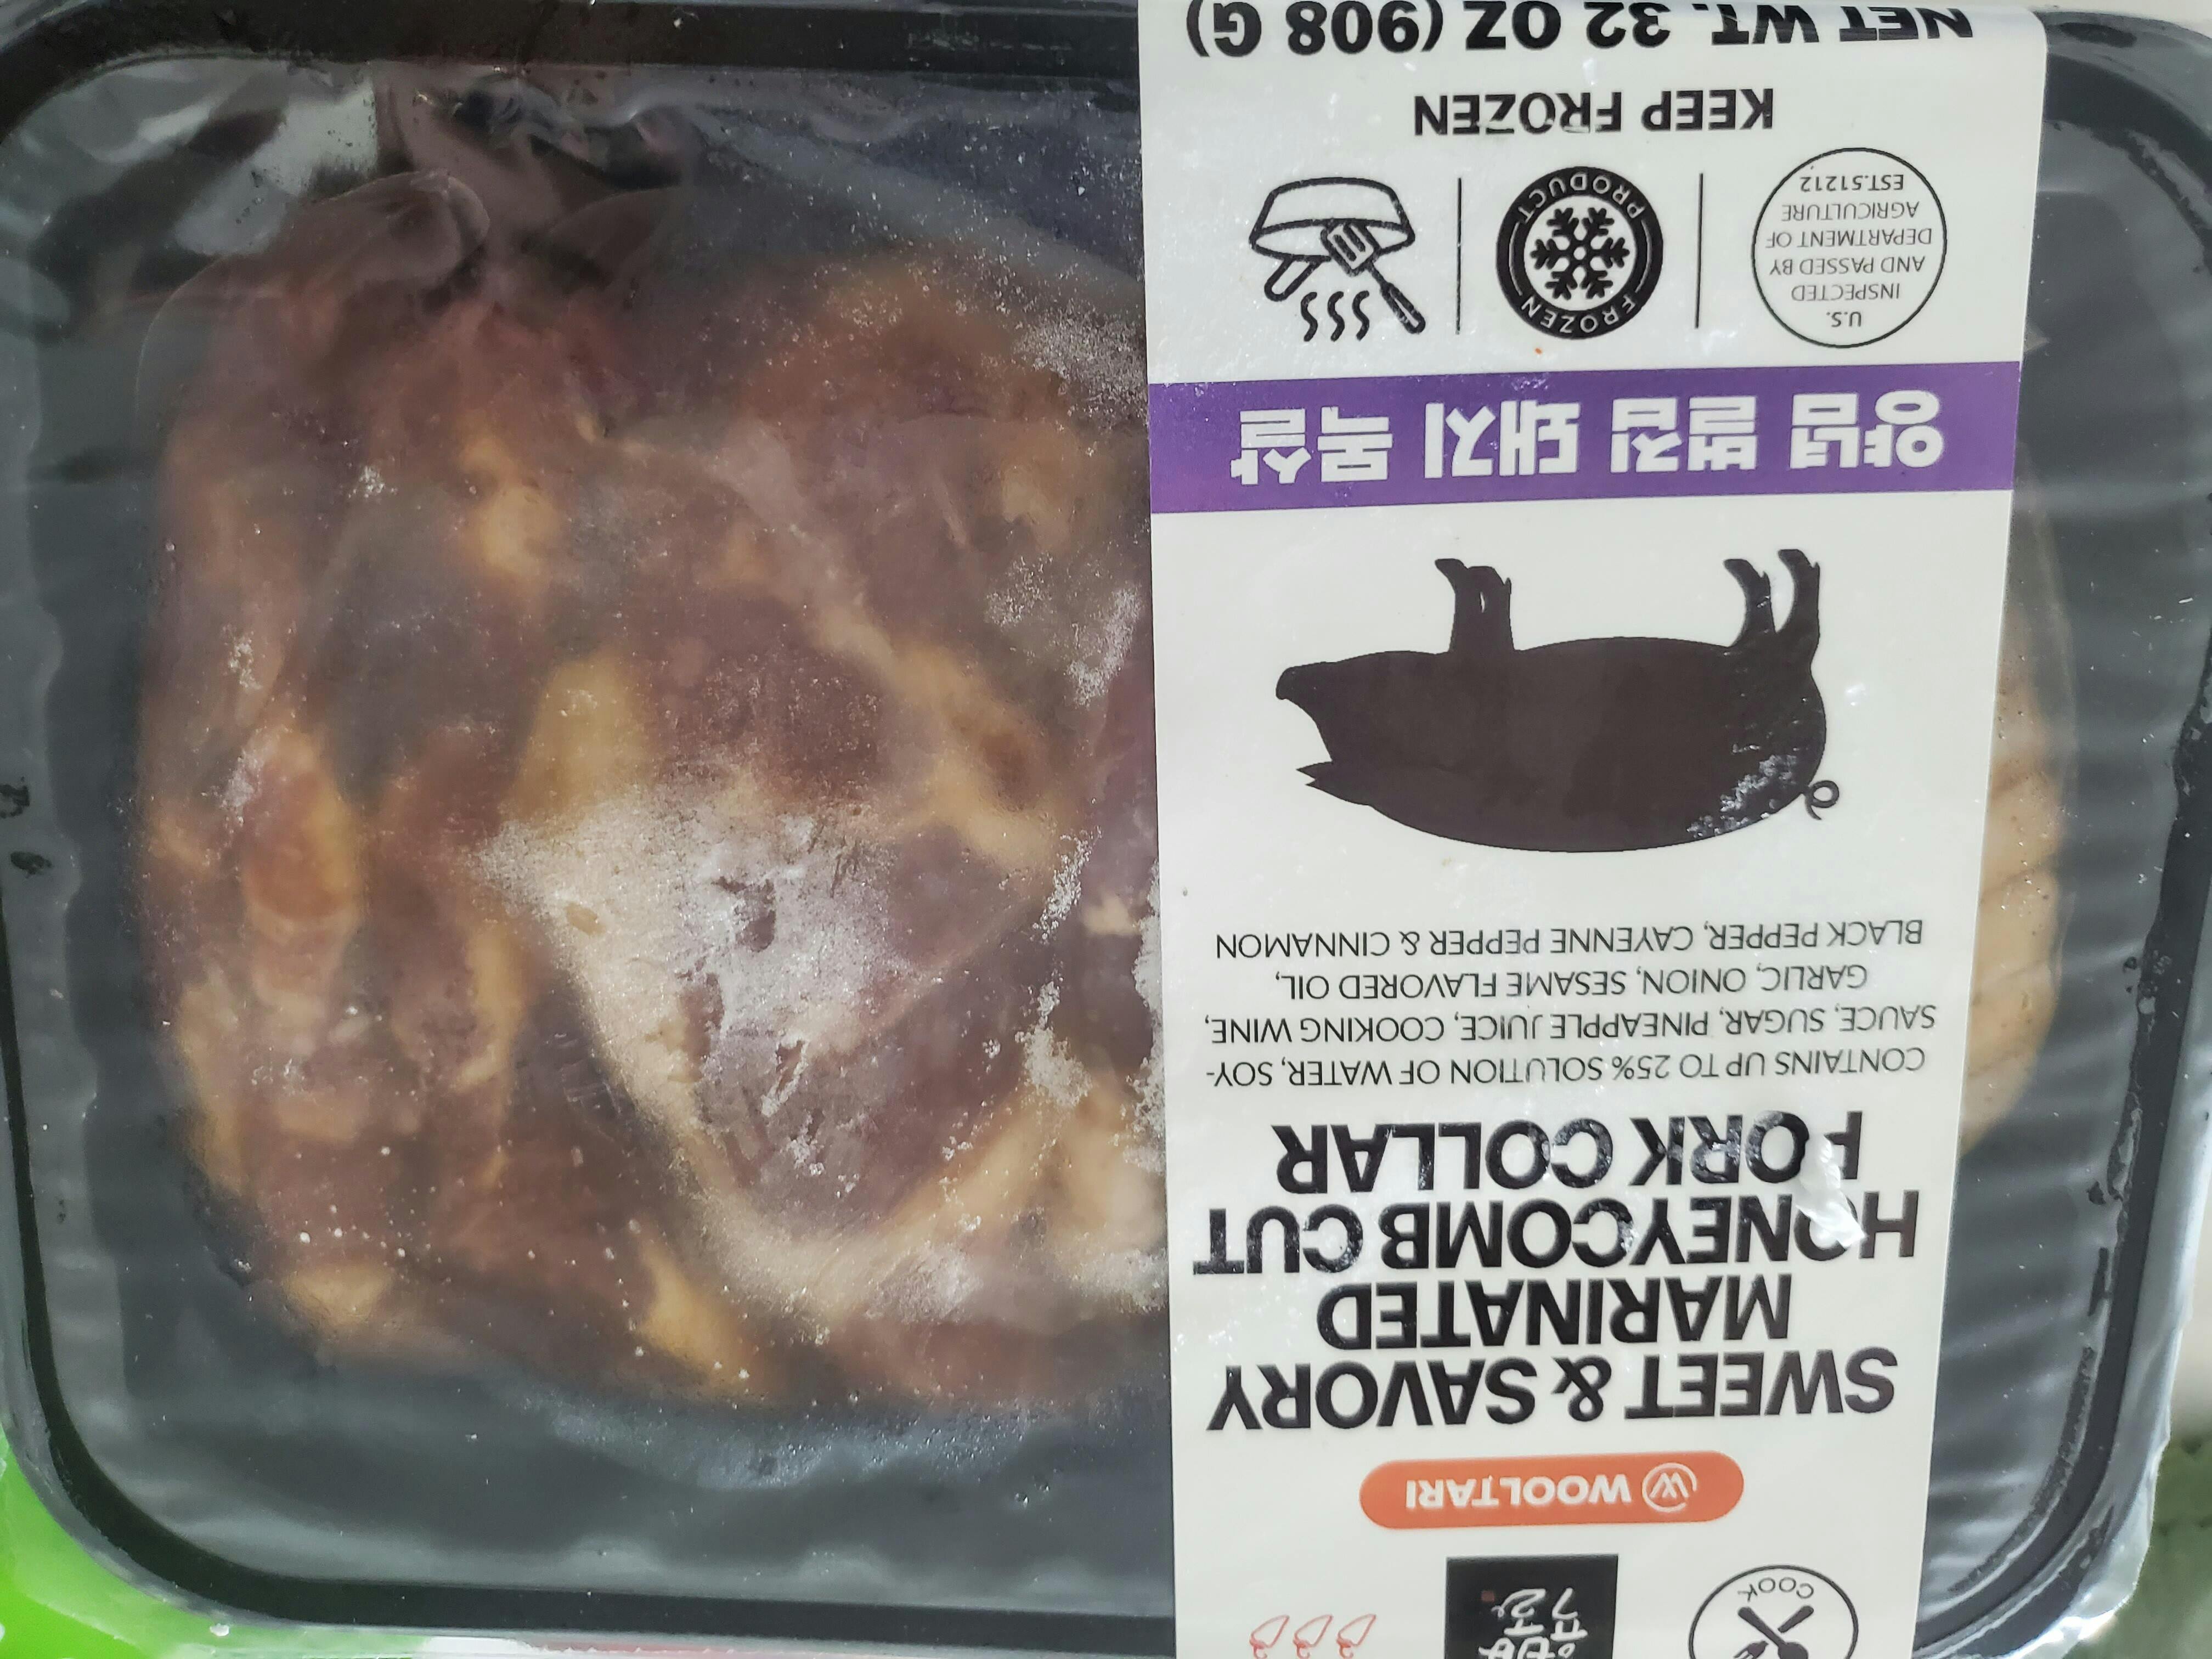 COOK
WOOLTARI
SWEET & SAVORY
MARINATED
HONEYCOMB CUT
PORK COLLAR
CONTAINS UP TO 25% SOLUTION OF WATER, SOY-
SAUCE, SUGAR, PINEAPPLE JUICE, COOKING WINE,
GARLIC, ONION, SESAME FLAVORED OIL,
BLACK PEPPER, CAYENNE PEPPER & CINNAMON
양념 벌집 돼지 목살
U.S.
INSPECTED
AND PASSED BY
DEPARTMENT OF
AGRICULTURE
EST.51212
FROZEN
PRODUCT
KEEP FROZEN
NET WT. 32 OZ (908 G)